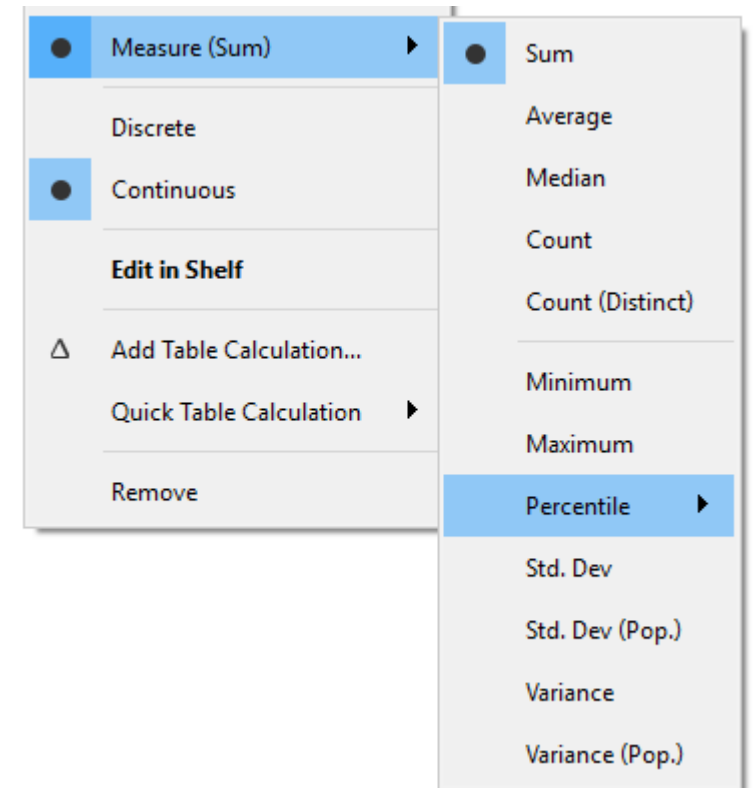 Measure (Sum)
Discrete
Continuous
Edit in Shelf
Δ Add Table Calculation...
Quick Table Calculation
Remove
Sum
Average
Median
Count
Count (Distinct)
Minimum
Maximum
Percentile
Std. Dev
Std. Dev (Pop.)
Variance
Variance (Pop.)